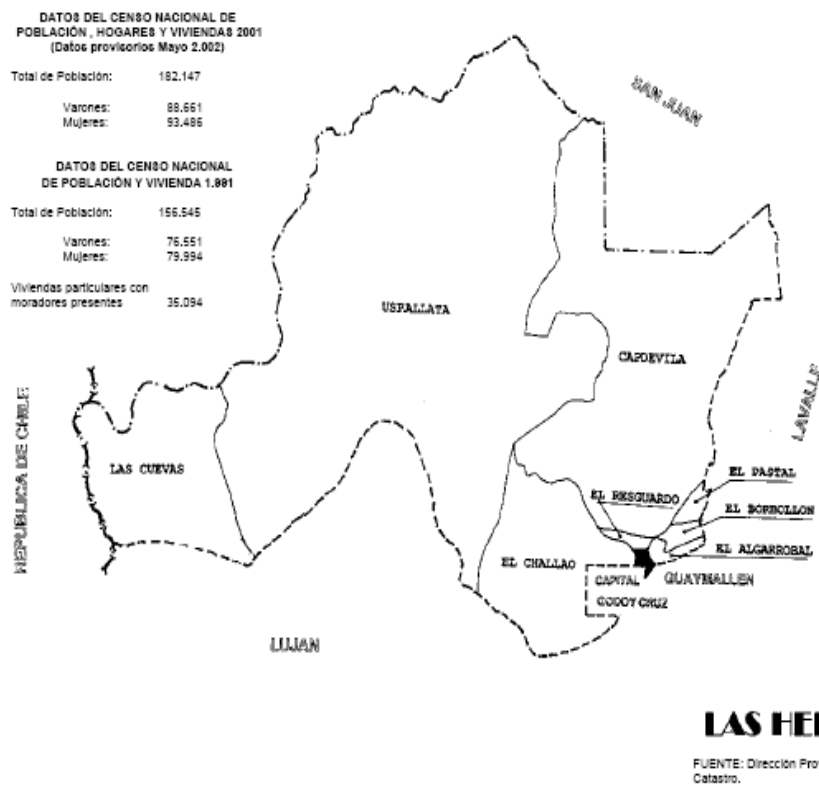 DATOS DEL CENSO NACIONAL DE
POBLACIÓN , HOGARES Y VIVIENDAS 2001
(Datos provisorios Mayo 2.002)
Total de Población: 182.147
Varones: 88.661
Mujeres: 93.486
DATOS DEL CENSO NACIONAL
DE POBLACIÓN Y VIVIENDA 1.991
Total de Población: 156.545
Varones: 76.551
Mujeres: 79.994
Viviendas particulares con
moradores presentes 35.094
SAN JUAN
USPALLATA
CAPDEVILA
LAVALLE
REPUBLICA DE CHILE
LAS CUEVAS
EL PASTAL
EL RESGUARDO
EL BORBOLLON
EL ALGARROBAL
EL CHALLAO
CAPITAL
GUAYMALLEN
GODOY CRUZ
LUJAN
LAS HE
FUENTE: Dirección Pro
Catastro.